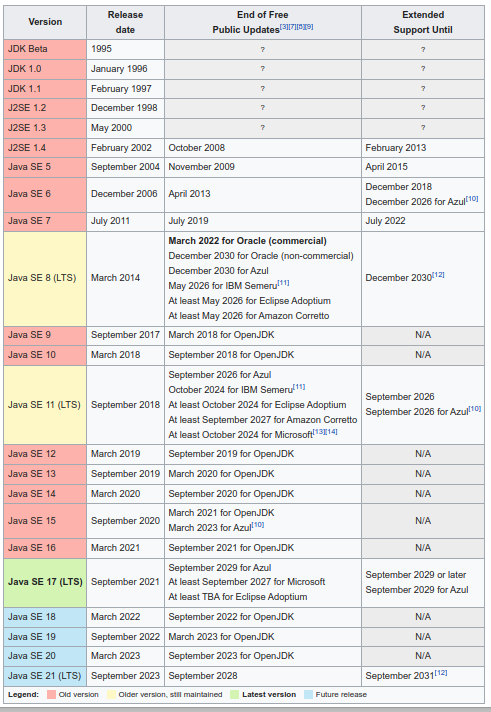 Version
Release date
End of Free Public Updates[3][7][5][9]
Extended Support Until
JDK Beta 1995 ? ?
JDK 1.0 January 1996 ? ?
JDK 1.1 February 1997 ? ?
J2SE 1.2 December 1998 ? ?
J2SE 1.3 May 2000 ? ?
J2SE 1.4 February 2002 October 2008 February 2013
Java SE 5 September 2004 November 2009 April 2015
Java SE 6 December 2006 April 2013
December 2018
December 2026 for Azul[10]
Java SE 7 July 2011 July 2019 July 2022
Java SE 8 (LTS) March 2014
March 2022 for Oracle (commercial)
December 2030 for Oracle (non-commercial)
December 2030 for Azul
May 2026 for IBM Semeru[11]
At least May 2026 for Eclipse Adoptium
At least May 2026 for Amazon Corretto
December 2030[12]
Java SE 9 September 2017 March 2018 for OpenJDK N/A
Java SE 10 March 2018 September 2018 for OpenJDK N/A
Java SE 11 (LTS) September 2018
September 2026 for Azul
October 2024 for IBM Semeru[11]
At least October 2024 for Eclipse Adoptium
At least September 2027 for Amazon Corretto
At least October 2024 for Microsoft[13][14]
September 2026
September 2026 for Azul[10]
Java SE 12 March 2019 September 2019 for OpenJDK N/A
Java SE 13 September 2019 March 2020 for OpenJDK N/A
Java SE 14 March 2020 September 2020 for OpenJDK N/A
Java SE 15 September 2020
March 2021 for OpenJDK
March 2023 for Azul[10]
N/A
Java SE 16 March 2021 September 2021 for OpenJDK N/A
Java SE 17 (LTS) September 2021
September 2029 for Azul
At least September 2027 for Microsoft
At least TBA for Eclipse Adoptium
September 2029 or later
September 2029 for Azul
Java SE 18 March 2022 September 2022 for OpenJDK N/A
Java SE 19 September 2022 March 2023 for OpenJDK N/A
Java SE 20 March 2023 September 2023 for OpenJDK N/A
Java SE 21 (LTS) September 2023 September 2028 September 2031[12]
Legend: Old version Older version, still maintained Latest version Future release